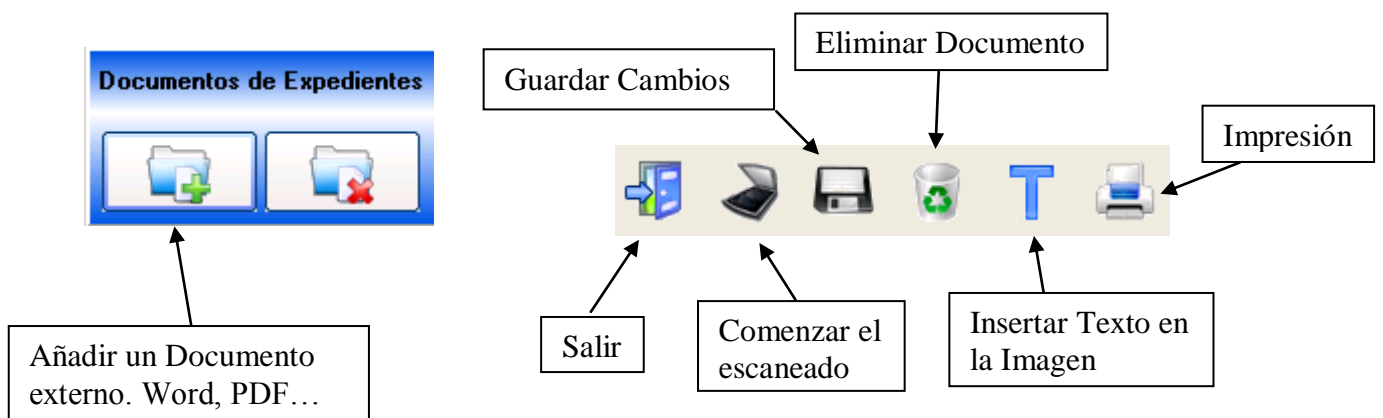 Eliminar Documento
Guardar Cambios
Documentos de Expedientes
Impresión
T
Salir
Comenzar el
escaneado
Insertar Texto en
la Imagen
Añadir un Documento
externo. Word, PDF…